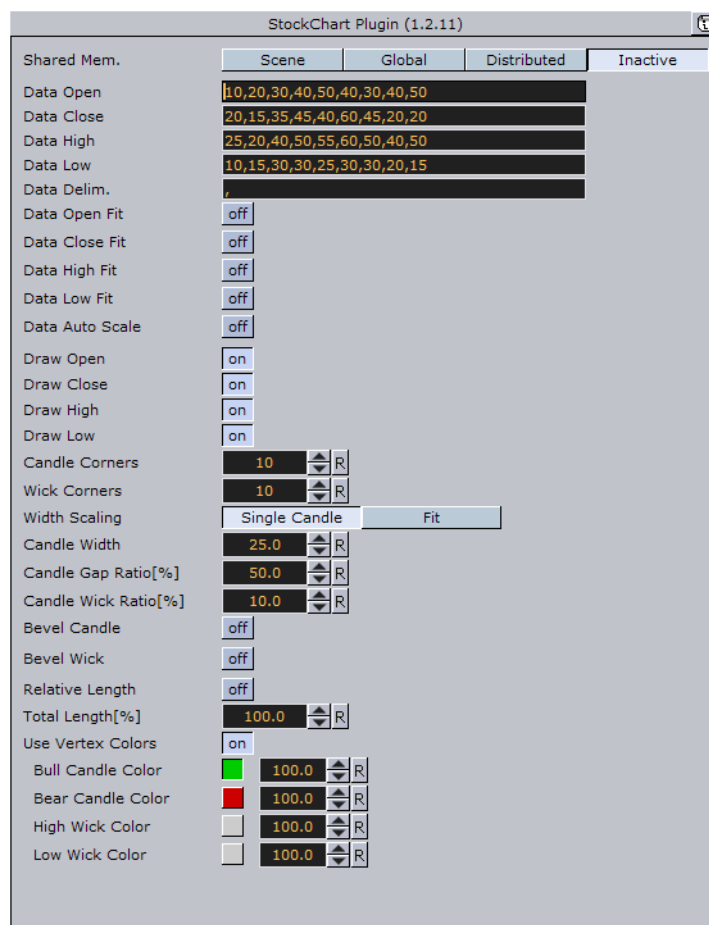 StockChart Plugin (1.2.11)
Shared Mem. Scene Global Distributed Inactive
Data Open 10,20,30,40,50,40,30,40,50
Data Close 20,15,35,45,40,60,45,20,20
Data High 25,20,40,50,55,60,50,40,50
Data Low 10,15,30,30,25,30,30,20,15
Data Delim. ,
Data Open Fit off
Data Close Fit off
Data High Fit off
Data Low Fit off
Data Auto Scale off
Draw Open on
Draw Close on
Draw High on
Draw Low on
Candle Corners 10 R
Wick Corners 10 R
Width Scaling Single Candle Fit
Candle Width 25.0 R
Candle Gap Ratio[%] 50.0 R
Candle Wick Ratio[%] 10.0 R
Bevel Candle off
Bevel Wick off
Relative Length off
Total Length[%] 100.0 R
Use Vertex Colors on
Bull Candle Color 100.0 R
Bear Candle Color 100.0 R
High Wick Color 100.0 R
Low Wick Color 100.0 R